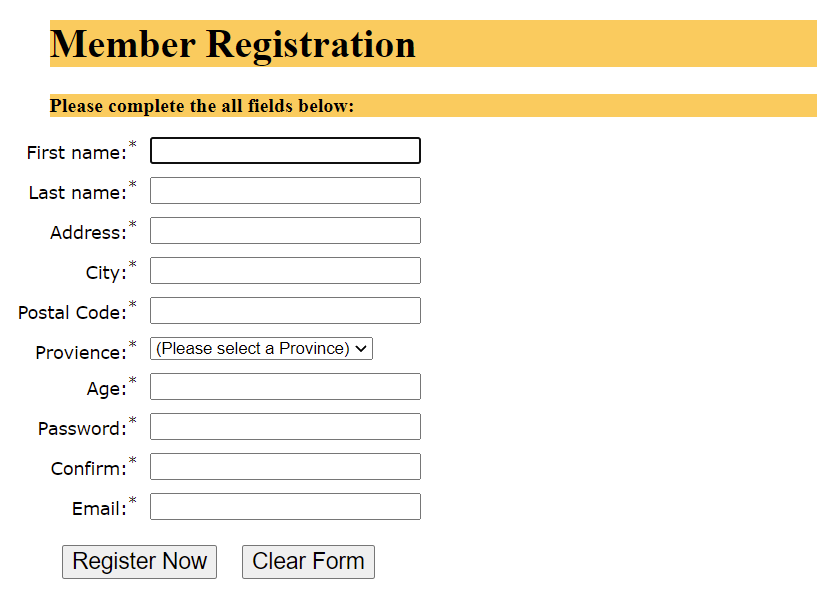 Member Registration
Please complete the all fields below:
First name:*
Last name:*
Address:*
City:*
Postal Code:*
Provience:* (Please select a Province)
Age:*
Password:*
Confirm:*
Email:*
Register Now Clear Form